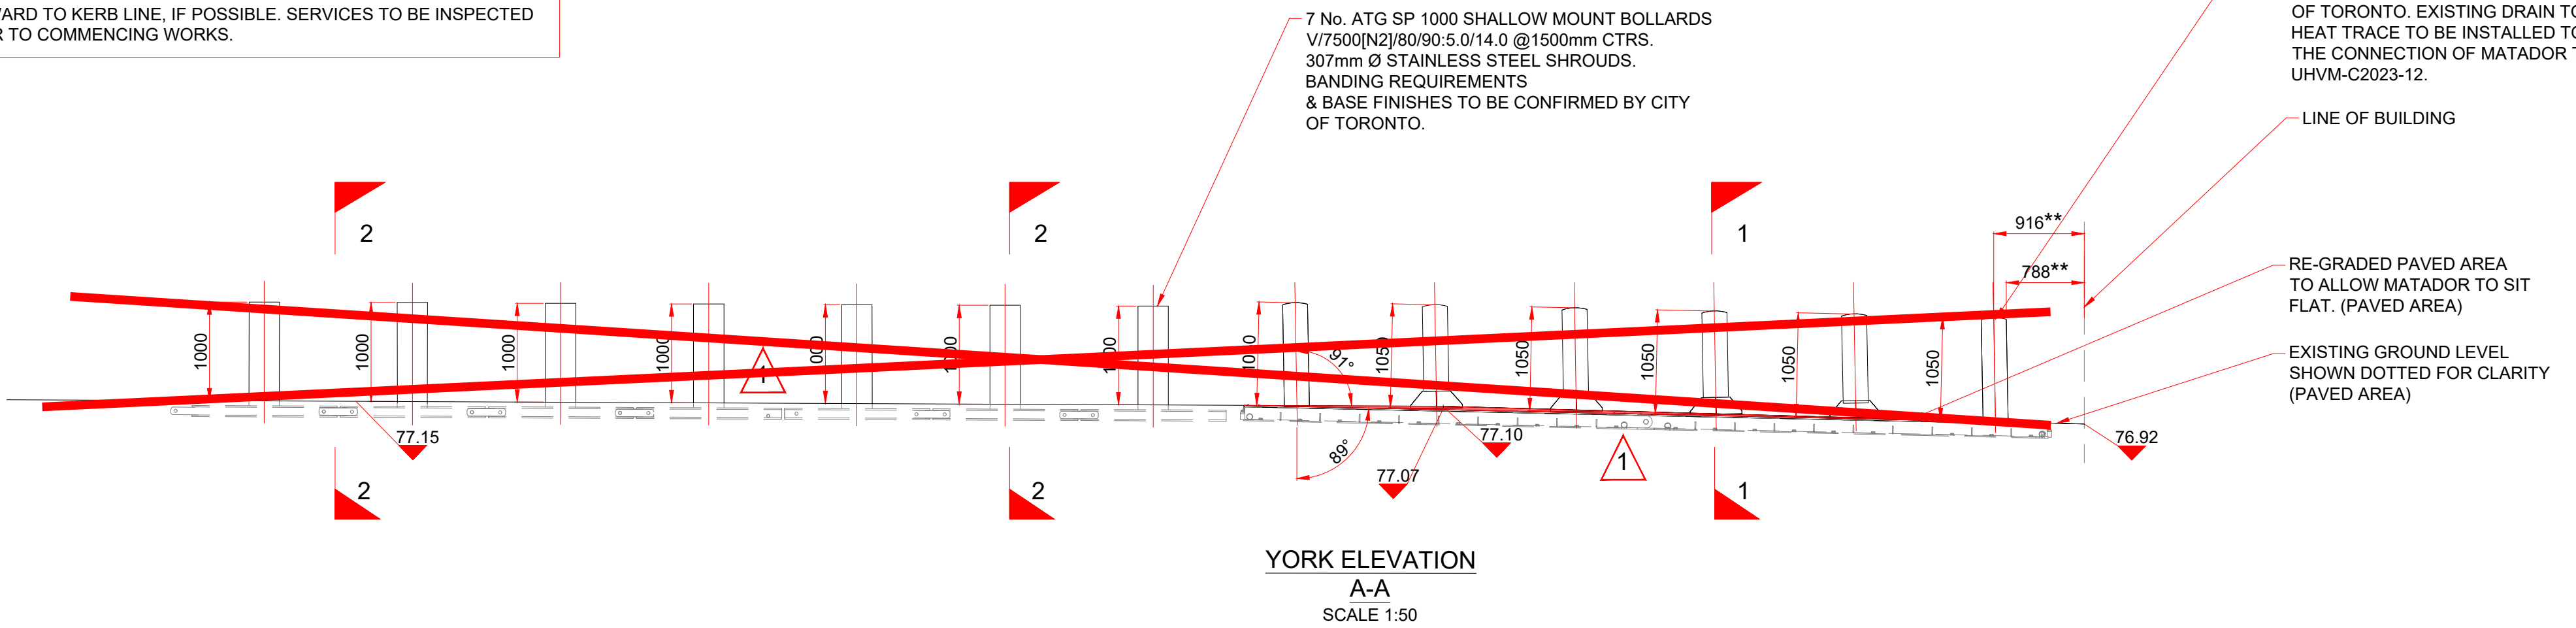 WARD TO KERB LINE, IF POSSIBLE. SERVICES TO BE INSPECTED
R TO COMMENCING WORKS.
7 No. ATG SP 1000 SHALLOW MOUNT BOLLARDS
V/7500[N2]/80/90:5.0/14.0 @1500mm CTRS.
307mm Ø STAINLESS STEEL SHROUDS.
BANDING REQUIREMENTS
& BASE FINISHES TO BE CONFIRMED BY CITY
OF TORONTO.
OF TORONTO. EXISTING DRAIN TO
HEAT TRACE TO BE INSTALLED TO
THE CONNECTION OF MATADOR T
UHVM-C2023-12.
LINE OF BUILDING
2
2
1
916**
788**
RE-GRADED PAVED AREA
TO ALLOW MATADOR TO SIT
FLAT. (PAVED AREA)
EXISTING GROUND LEVEL
SHOWN DOTTED FOR CLARITY
(PAVED AREA)
1000
1000
1000
1000
1000
1000
1000
1050
1050
1050
1050
1050
91°
89°
1
1
77.15
77.10
77.07
76.92
2
2
1
YORK ELEVATION
A-A
SCALE 1:50